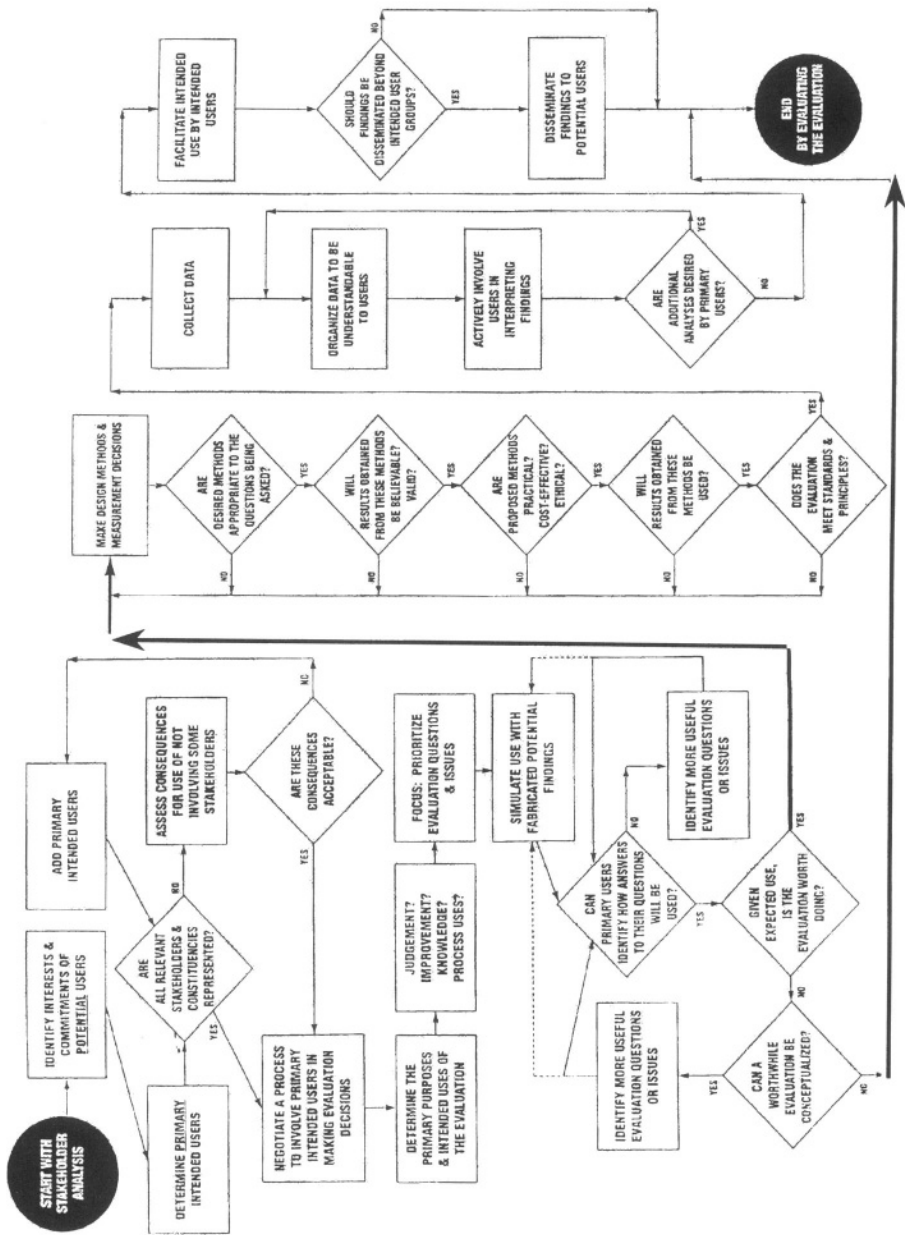 START WITH
STAKEHOLDER
ANALYSIS
IDENTIFY INTERESTS &
COMMITMENTS OF
POTENTIAL USERS
ADD PRIMARY
INTENDED USERS
DETERMINE PRIMARY
INTENDED USERS
ARE
ALL RELEVANT
STAKEHOLDERS &
CONSTITUENCIES
REPRESENTED?
NO
YES
ASSESS CONSEQUENCES
FOR USE OF NOT
INVOLVING SOME
STAKEHOLDERS
ARE THESE
CONSEQUENCES
ACCEPTABLE?
NO
YES
NEGOTIATE A PROCESS
TO INVOLVE PRIMARY
INTENDED USERS IN
MAKING EVALUATION
DECISIONS
DETERMINE THE
PRIMARY PURPOSES
& INTENDED USES OF
THE EVALUATION
JUDGEMENT?
IMPROVEMENT?
KNOWLEDGE?
PROCESS USES?
FOCUS: PRIORITIZE
EVALUATION QUESTIONS
& ISSUES
SIMULATE USE WITH
FABRICATED POTENTIAL
FINDINGS
CAN
PRIMARY USERS
IDENTIFY HOW ANSWERS
TO THEIR QUESTIONS
WILL BE
USED?
NO
YES
IDENTIFY MORE USEFUL
EVALUATION QUESTIONS
OR ISSUES
GIVEN
EXPECTED USE,
IS THE
EVALUATION WORTH
DOING?
YES
NO
CAN A
WORTHWHILE
EVALUATION BE
CONCEPTUALIZED?
YES
NO
IDENTIFY MORE USEFUL
EVALUATION QUESTIONS
OR ISSUES
MAKE DESIGN METHODS &
MEASUREMENT DECISIONS
ARE
DESIRED METHODS
APPROPRIATE TO THE
QUESTIONS BEING
ASKED?
NO
YES
WILL
RESULTS OBTAINED
FROM THESE METHODS
BE BELIEVABLE?
VALID?
NO
YES
ARE
PROPOSED METHODS
PRACTICAL?
COST-EFFECTIVE?
ETHICAL?
NO
YES
WILL
RESULTS OBTAINED
FROM THESE
METHODS BE
USED?
NO
YES
DOES THE
EVALUATION
MEET STANDARDS &
PRINCIPLES?
NO
YES
COLLECT DATA
ORGANIZE DATA TO BE
UNDERSTANDABLE
TO USERS
ACTIVELY INVOLVE
USERS IN
INTERPRETING
FINDINGS
ARE
ADDITIONAL
ANALYSES DESIRED
BY PRIMARY
USERS?
YES
NO
FACILITATE INTENDED
USE BY INTENDED
USERS
SHOULD
FINDINGS BE
DISSEMINATED BEYOND
INTENDED USER
GROUPS?
NO
YES
DISSEMINATE
FINDINGS TO
POTENTIAL USERS
END
BY EVALUATING
THE EVALUATION